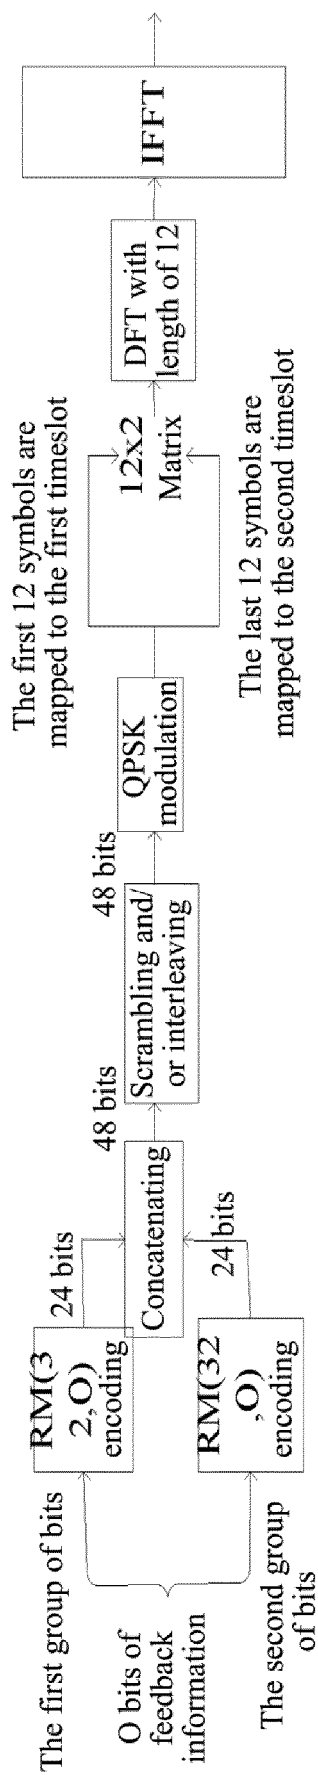 The first group of bits
O bits of
feedback
information
The second group
of bits
RM(3
2,O)
encoding
RM(32
,O)
encoding
24 bits
24 bits
Concatenating
48 bits
Scrambling and/
or interleaving
48 bits
QPSK
modulation
The first 12 symbols are
mapped to the first timeslot
12x2
Matrix
The last 12 symbols are
mapped to the second timeslot
DFT with
length of 12
IFFT